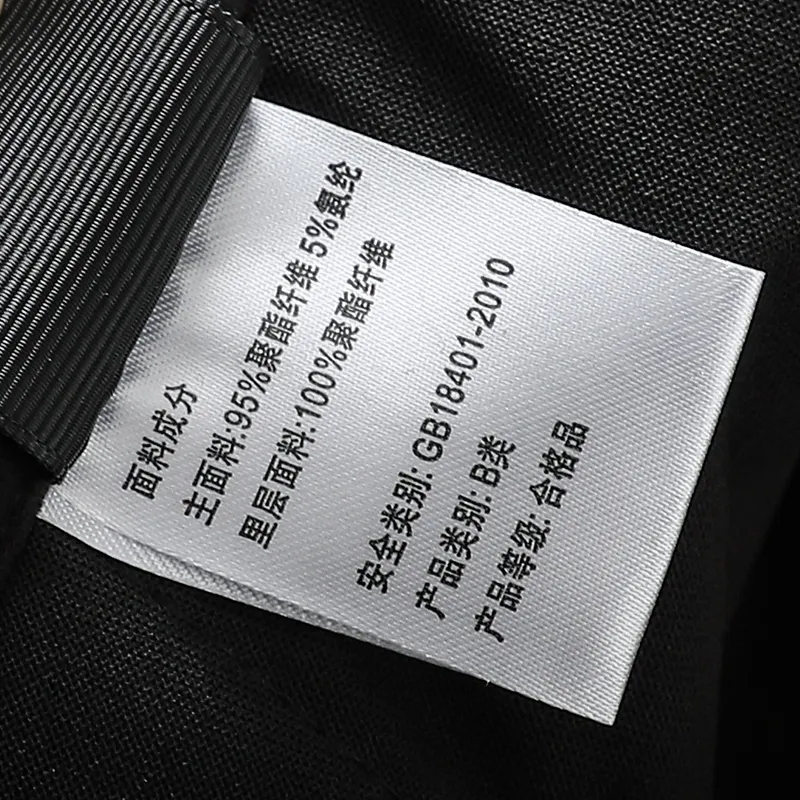 面料成分
主面料:95%聚酯纤维 5%氨纶
里层面料:100%聚酯纤维
安全类别: GB18401-2010
产品类别: B类
产品等级: 合格品